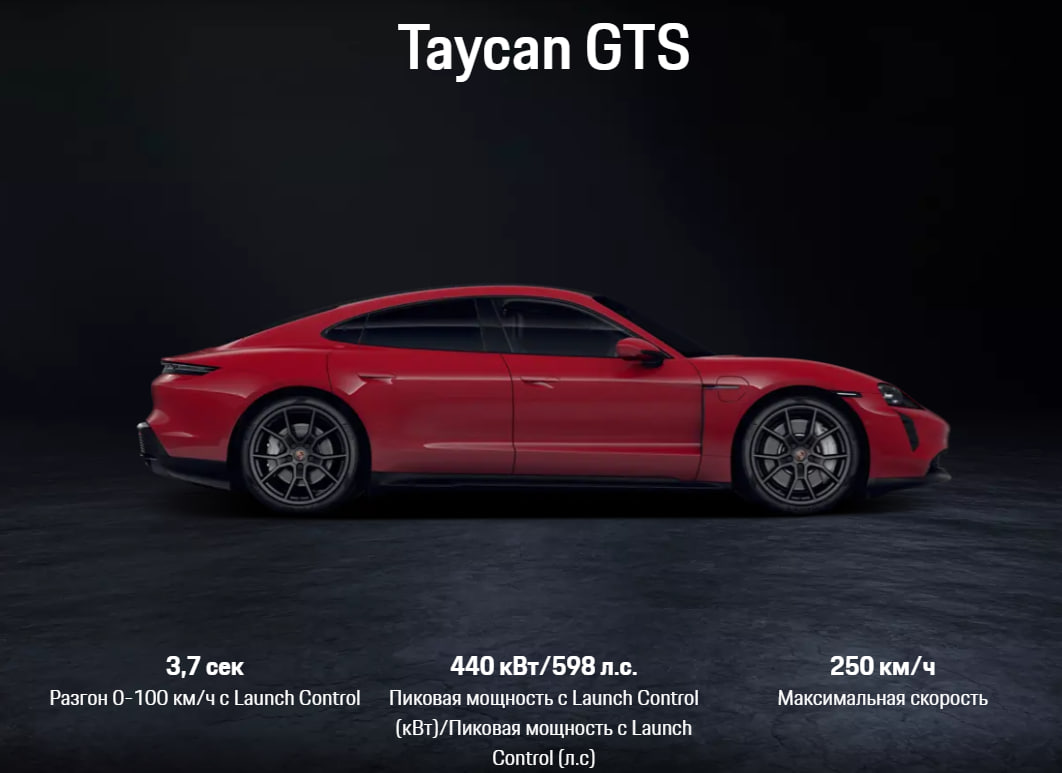 Taycan GTS
3,7 сек
Разгон 0-100 км/ч с Launch Control
440 кВт/598 л.с.
Пиковая мощность с Launch Control
(кВт)/Пиковая мощность с Launch
Control (л.с)
250 км/ч
Максимальная скорость